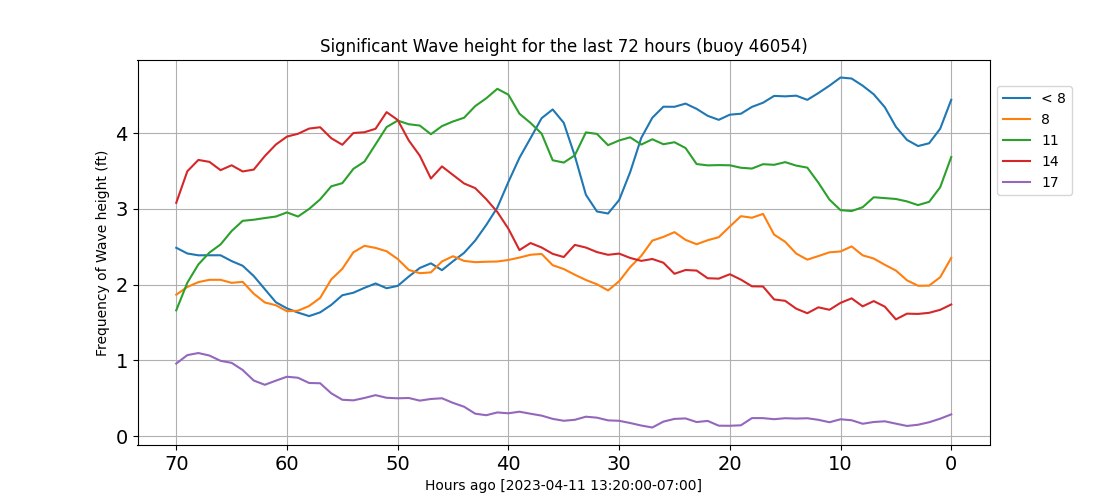 Significant Wave height for the last 72 hours (buoy 46054)
Frequency of Wave height (ft)
4
3
2
1
0
70 60 50 40 30 20 10 0
Hours ago [2023-04-11 13:20:00-07:00]
< 8
8
11
14
17